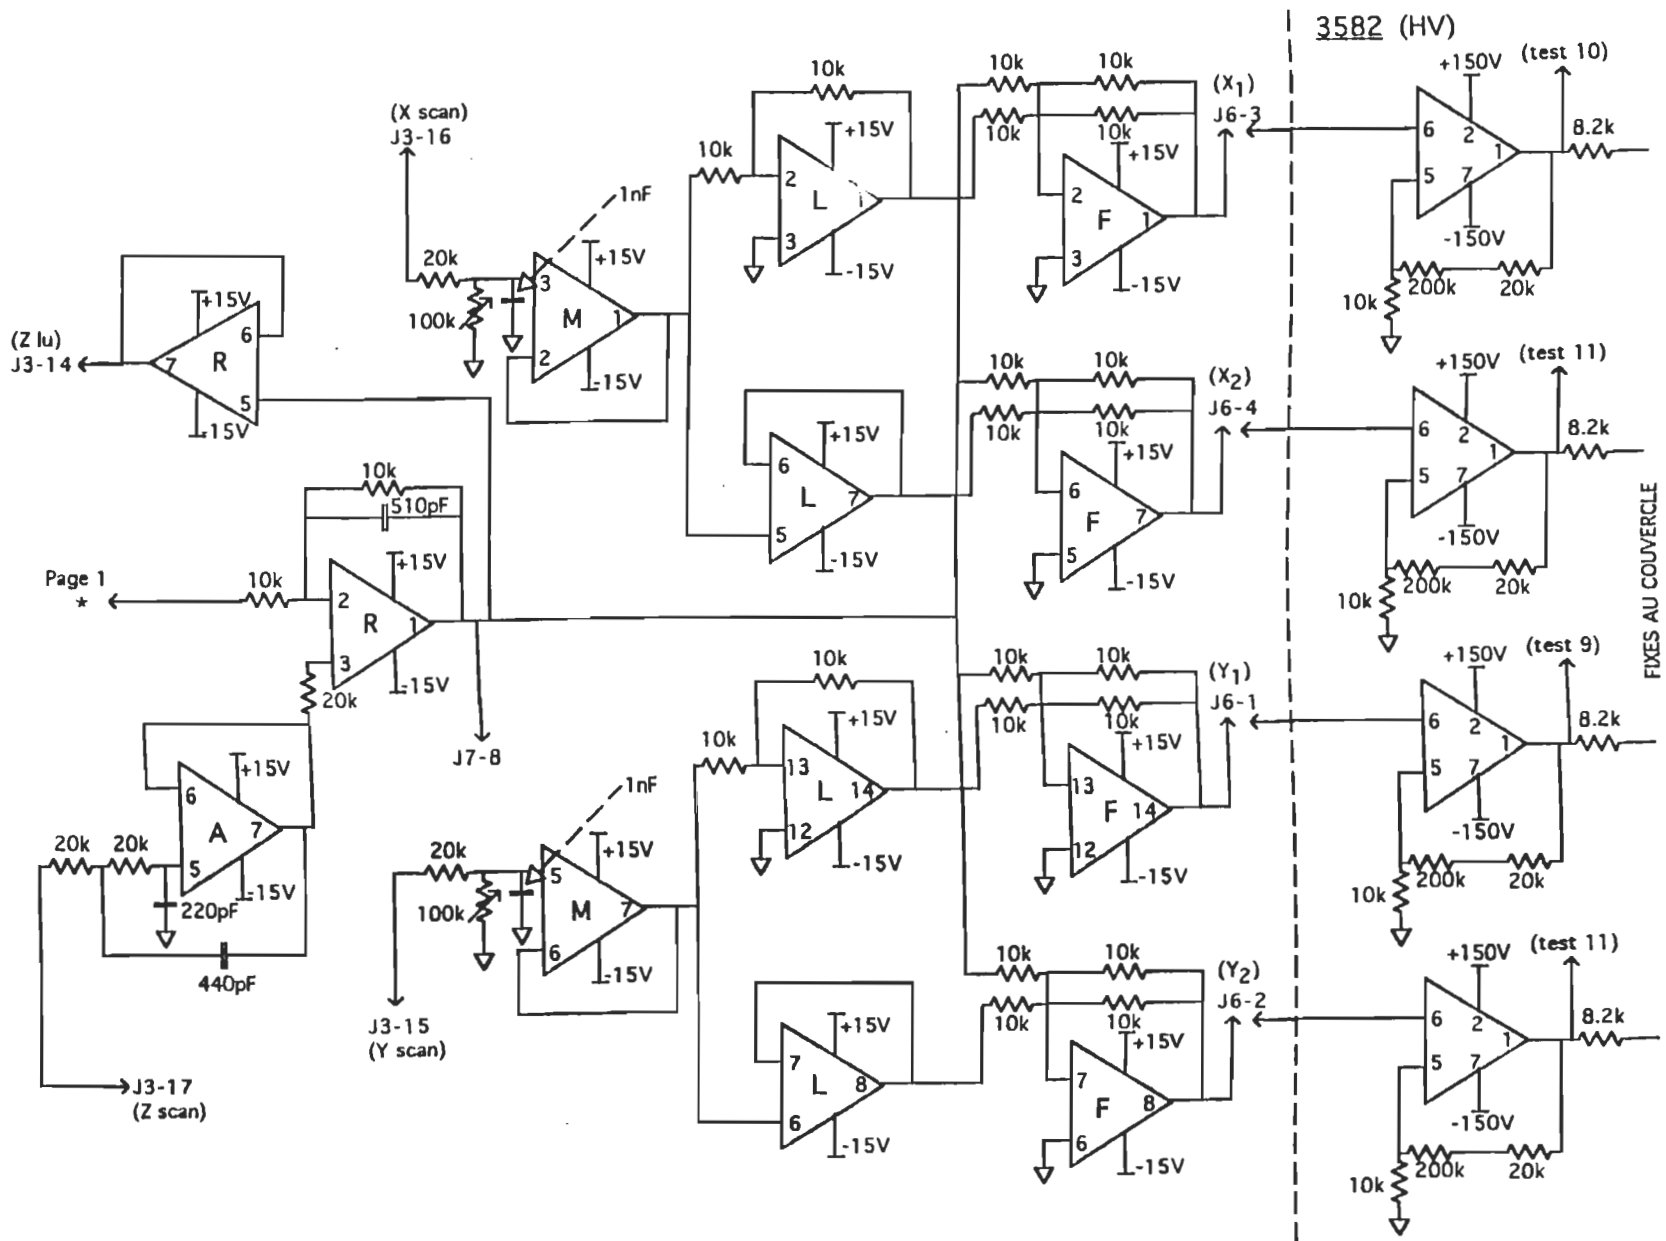 3582 (HV)
(X scan)
J3-16
20k
100k
1nF
3
2
M
1
+15V
-15V
10k
10k
2
3
L
1
+15V
-15V
6
5
L
7
+15V
-15V
10k
10k
10k
10k
2
3
F
1
+15V
-15V
(X1)
J6-3
10k
10k
10k
10k
6
5
F
7
+15V
-15V
(X2)
J6-4
+150V
(test 10)
6
5
2
7
1
-150V
8.2k
200k
20k
10k
+150V
(test 11)
6
5
2
7
1
-150V
8.2k
200k
20k
10k
FIXES AU COUVERCLE
(Z lu)
J3-14
7
R
6
5
+15V
-15V
Page 1
*
10k
10k
510pF
2
3
R
1
+15V
-15V
20k
J7-8
20k
20k
6
5
A
7
+15V
-15V
220pF
440pF
J3-17
(Z scan)
J3-15
(Y scan)
20k
100k
1nF
5
6
M
7
+15V
-15V
10k
10k
13
12
L
14
+15V
-15V
7
6
L
8
+15V
-15V
10k
10k
10k
10k
13
12
F
14
+15V
-15V
(Y1)
J6-1
10k
10k
10k
10k
7
6
F
8
+15V
-15V
(Y2)
J6-2
+150V
(test 9)
6
5
2
7
1
-150V
8.2k
200k
20k
10k
+150V
(test 11)
6
5
2
7
1
-150V
8.2k
200k
20k
10k